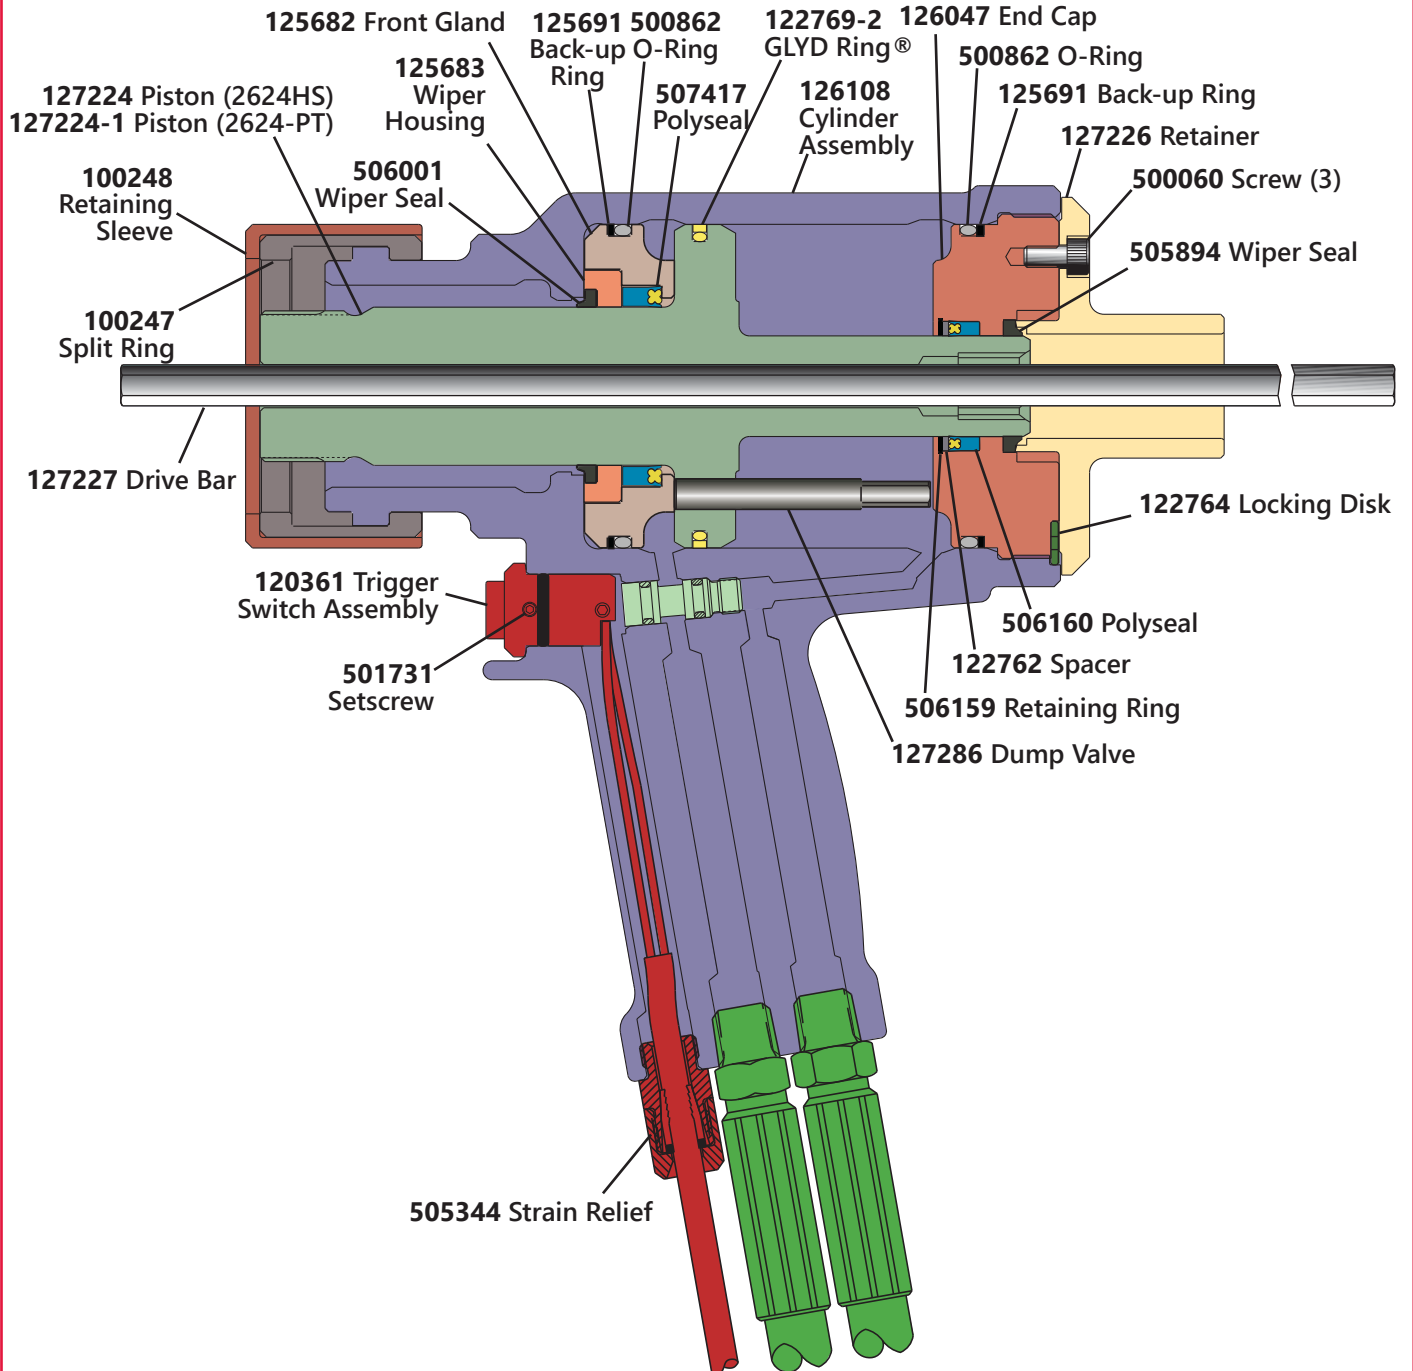 125682 Front Gland
125691
Back-up
Ring
500862
O-Ring
122769-2
GLYD Ring®
126047 End Cap
500862 O-Ring
125691 Back-up Ring
127226 Retainer
500060 Screw (3)
505894 Wiper Seal
125683
Wiper
Housing
507417
Polyseal
126108
Cylinder
Assembly
127224 Piston (2624HS)
127224-1 Piston (2624-PT)
506001
Wiper Seal
100248
Retaining
Sleeve
100247
Split Ring
127227 Drive Bar
122764 Locking Disk
120361 Trigger
Switch Assembly
501731
Setscrew
506160 Polyseal
122762 Spacer
506159 Retaining Ring
127286 Dump Valve
505344 Strain Relief